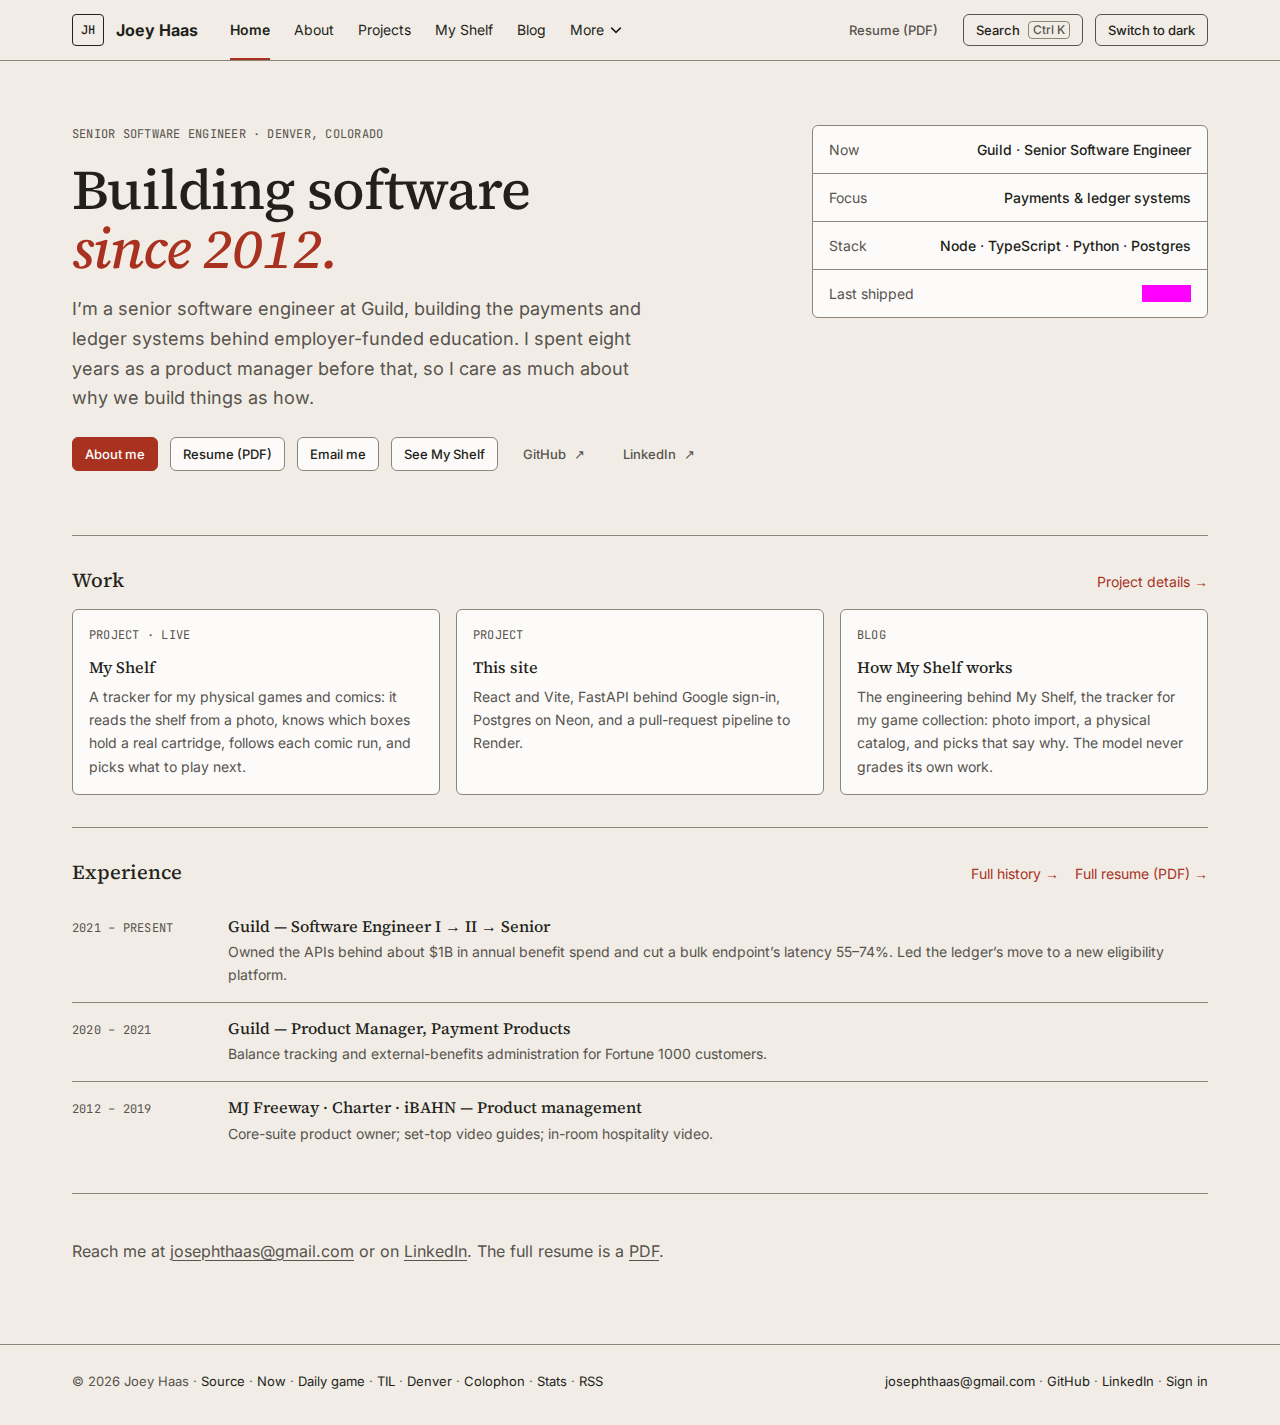 JH Joey Haas Home About Projects My Shelf Blog More Resume (PDF) Search Ctrl K Switch to dark
SENIOR SOFTWARE ENGINEER · DENVER, COLORADO
Building software
since 2012.
I’m a senior software engineer at Guild, building the payments and
ledger systems behind employer-funded education. I spent eight
years as a product manager before that, so I care as much about
why we build things as how.
About me Resume (PDF) Email me See My Shelf GitHub ↗ LinkedIn ↗
Now Guild · Senior Software Engineer
Focus Payments & ledger systems
Stack Node · TypeScript · Python · Postgres
Last shipped
Work Project details →
PROJECT · LIVE
My Shelf
A tracker for my physical games and comics: it
reads the shelf from a photo, knows which boxes
hold a real cartridge, follows each comic run, and
picks what to play next.
PROJECT
This site
React and Vite, FastAPI behind Google sign-in,
Postgres on Neon, and a pull-request pipeline to
Render.
BLOG
How My Shelf works
The engineering behind My Shelf, the tracker for
my game collection: photo import, a physical
catalog, and picks that say why. The model never
grades its own work.
Experience Full history → Full resume (PDF) →
2021 – PRESENT
Guild — Software Engineer I → II → Senior
Owned the APIs behind about $1B in annual benefit spend and cut a bulk endpoint’s latency 55–74%. Led the ledger’s move to a new eligibility
platform.
2020 – 2021
Guild — Product Manager, Payment Products
Balance tracking and external-benefits administration for Fortune 1000 customers.
2012 – 2019
MJ Freeway · Charter · iBAHN — Product management
Core-suite product owner; set-top video guides; in-room hospitality video.
Reach me at josephthaas@gmail.com or on LinkedIn. The full resume is a PDF.
© 2026 Joey Haas · Source · Now · Daily game · TIL · Denver · Colophon · Stats · RSS
josephthaas@gmail.com · GitHub · LinkedIn · Sign in